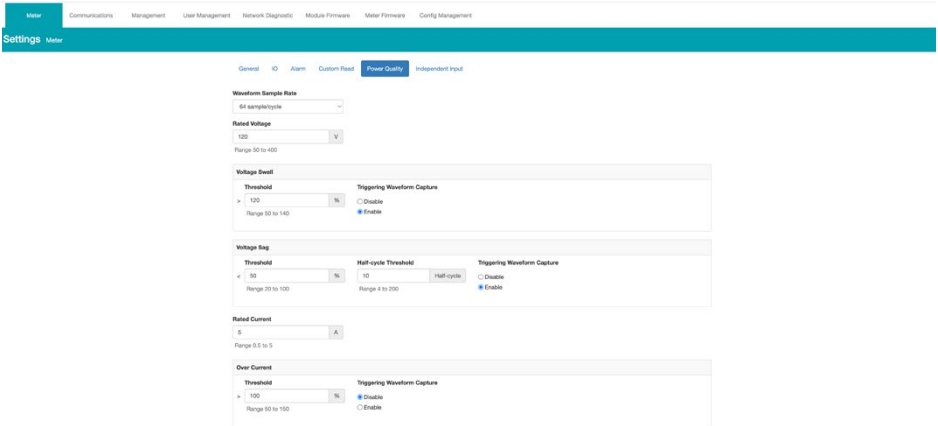 Meter Communications Management User Management Network Diagnostic Module Firmware Meter Firmware Config Management
Settings Meter
General IO Alarm Custom Read Power Quality Independent Input
Waveform Sample Rate
64 sample/cycle
Rated Voltage
120 V
Range 50 to 400
Voltage Swell
Threshold Triggering Waveform Capture
> 120 % Disable
Range 50 to 140 Enable
Voltage Sag
Threshold Half-cycle Threshold Triggering Waveform Capture
< 50 % 10 Half-cycle Disable
Range 20 to 100 Range 4 to 200 Enable
Rated Current
5 A
Range 0.5 to 5
Over Current
Threshold Triggering Waveform Capture
> 100 % Disable
Range 50 to 150 Enable